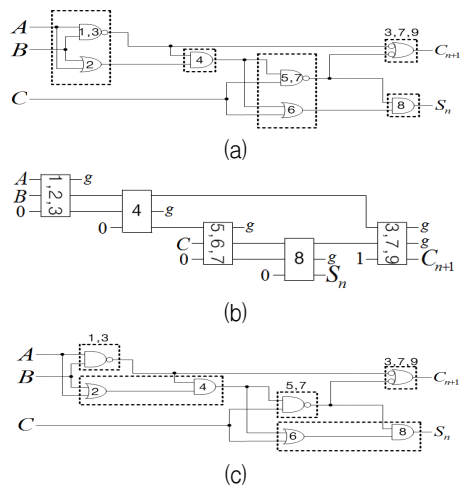 A
1,3
3,7,9
B
C_{n+1}
2
4
5,7
C
6
8
S_n
(a)
A
1,2,3
g
B
4
g
0
0
5,6,7
g
3,7,9
g
C
8
g
g
0
1
C_{n+1}
0
S_n
(b)
1,3
3,7,9
A
C_{n+1}
B
2
4
5,7
C
6
8
S_n
(c)